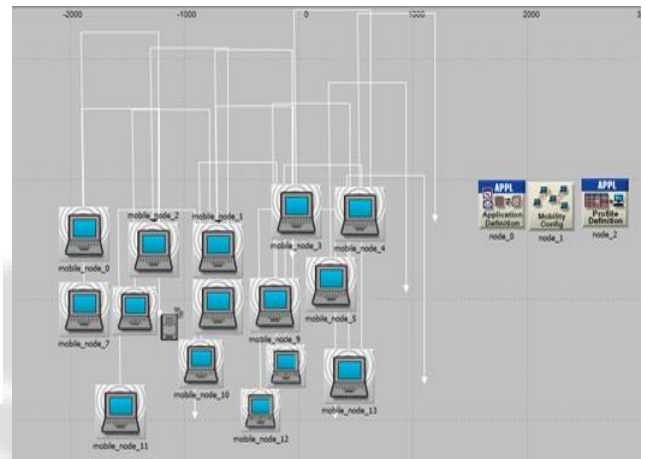 -2000 -1000 0 1000 2000
mobile_node_2 mobile_node_1
APPL APPL
Application Definition
Mobility Config
Profile Definition
node_0 node_1 node_2
mobile_node_3 mobile_node_4
mobile_node_0
mobile_node_5
mobile_node_7 mobile_node_9
mobile_node_10
mobile_node_13
mobile_node_11 mobile_node_12